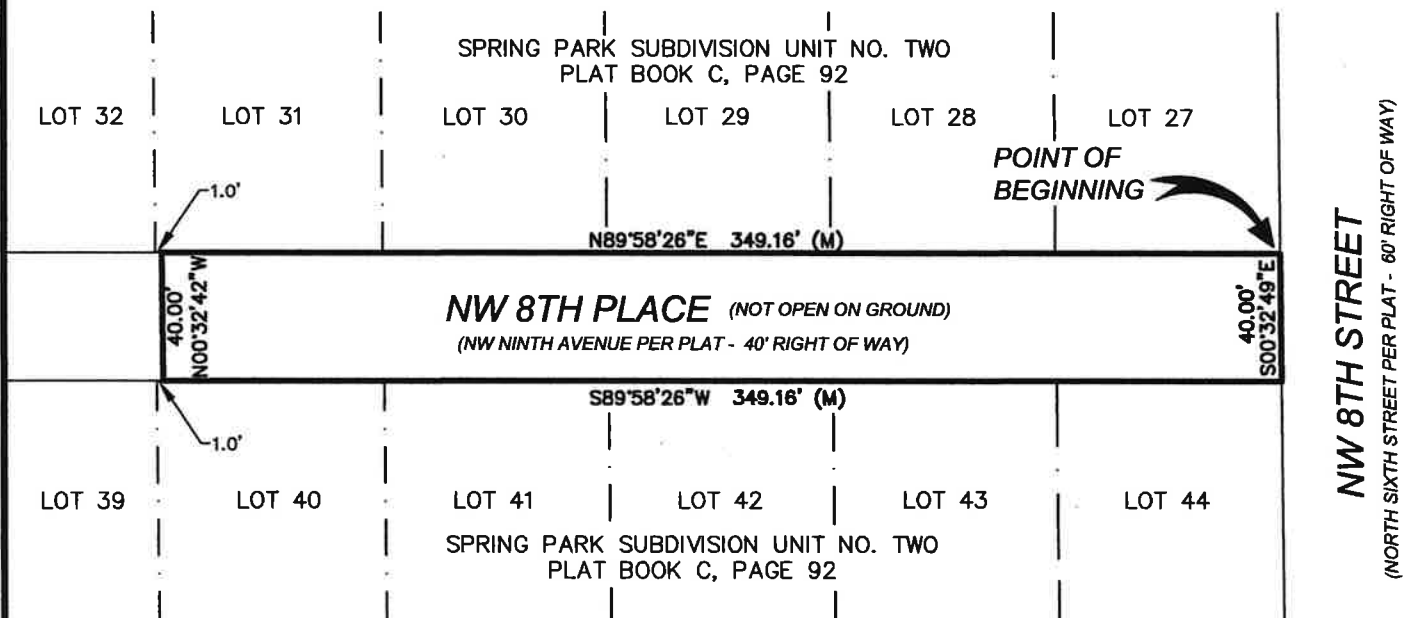 SPRING PARK SUBDIVISION UNIT NO. TWO
PLAT BOOK C, PAGE 92
LOT 32
LOT 31
LOT 30
LOT 29
LOT 28
LOT 27
POINT OF
BEGINNING
1.0'
N89°58'26"E 349.16' (M)
40.00'
N00°32'42"W
NW 8TH PLACE (NOT OPEN ON GROUND)
(NW NINTH AVENUE PER PLAT - 40' RIGHT OF WAY)
40.00'
S00°32'49"E
S89°58'26"W 349.16' (M)
1.0'
LOT 39
LOT 40
LOT 41
LOT 42
LOT 43
LOT 44
SPRING PARK SUBDIVISION UNIT NO. TWO
PLAT BOOK C, PAGE 92
NW 8TH STREET
(NORTH SIXTH STREET PER PLAT - 60' RIGHT OF WAY)